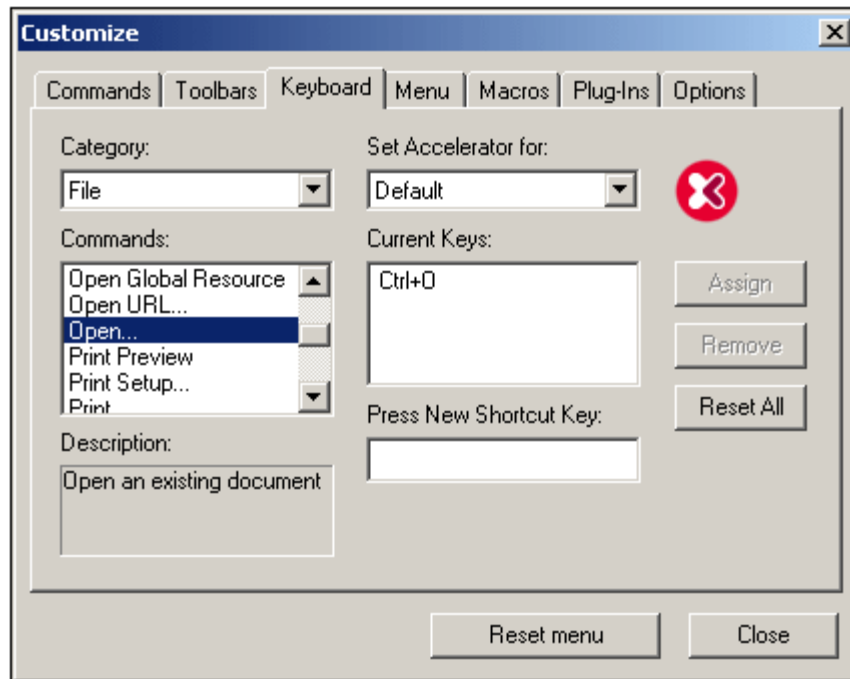 Customize
Commands Toolbars Keyboard Menu Macros Plug-Ins Options
Category:
File
Commands:
Open Global Resource
Open URL...
Open...
Print Preview
Print Setup...
Print
Description:
Open an existing document
Set Accelerator for:
Default
Current Keys:
Ctrl+O
Press New Shortcut Key:
Assign
Remove
Reset All
Reset menu Close